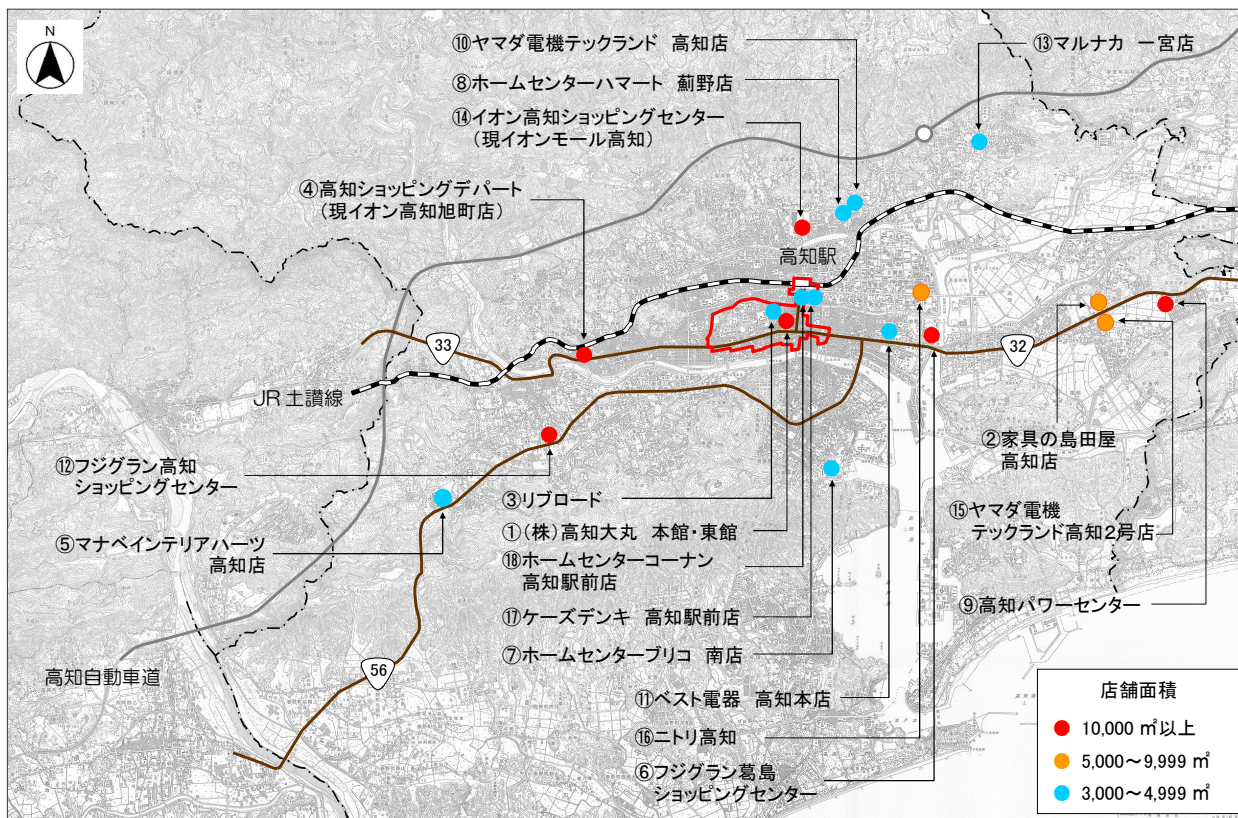 N
⑩ヤマダ電機テックランド 高知店
⑬マルナカ 一宮店
⑧ホームセンターハマート 薊野店
⑭イオン高知ショッピングセンター
(現イオンモール高知)
④高知ショッピングデパート
(現イオン高知旭町店)
高知駅
33
32
JR土讃線
②家具の島田屋
高知店
⑫フジグラン高知
ショッピングセンター
③リブロード
⑮ヤマダ電機
テックランド高知2号店
①(株)高知大丸 本館・東館
⑤マナベインテリアハーツ
高知店
⑱ホームセンターコーナン
高知駅前店
⑨高知パワーセンター
⑰ケーズデンキ 高知駅前店
⑦ホームセンターブリコ 南店
高知自動車道
56
⑪ベスト電器 高知本店
⑯ニトリ高知
⑥フジグラン葛島
ショッピングセンター
店舗面積
10,000 ㎡以上
5,000～9,999 ㎡
3,000～4,999 ㎡